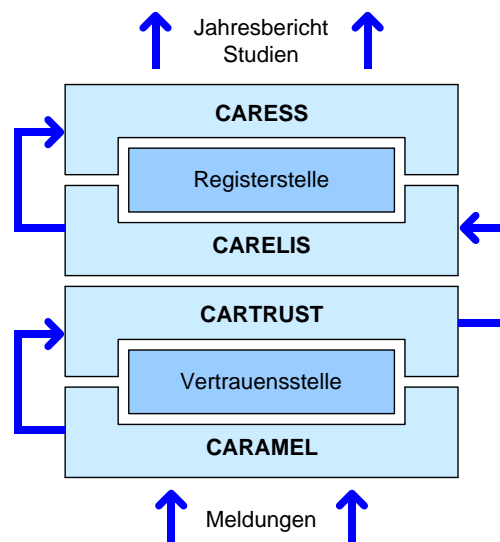 Jahresbericht
Studien
CARESS
Registerstelle
CARELIS
CARTRUST
Vertrauensstelle
CARAMEL
Meldungen